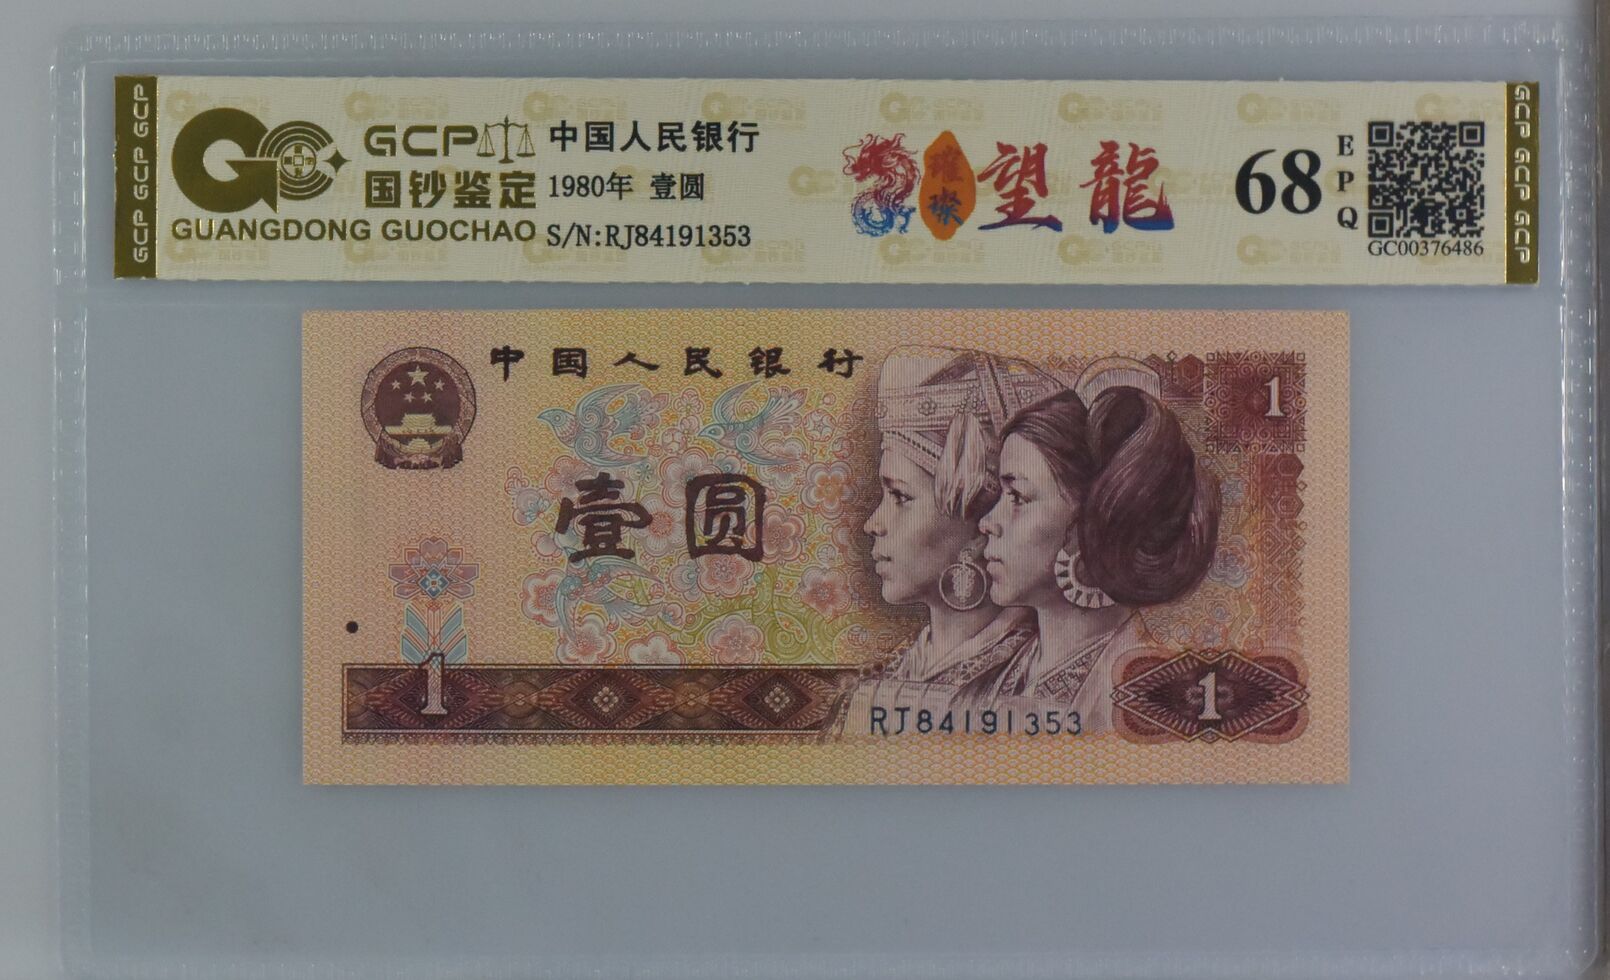 GCP GCP GCP
GCP
国钞鉴定
GUANGDONG GUOCHAO
中国人民银行
1980年 壹圆
S/N:RJ84191353
璀璨
望龍
68
EPQ
GC00376486
GCP GCP GCP
中国人民银行
1
壹圆
1
1
RJ84191353